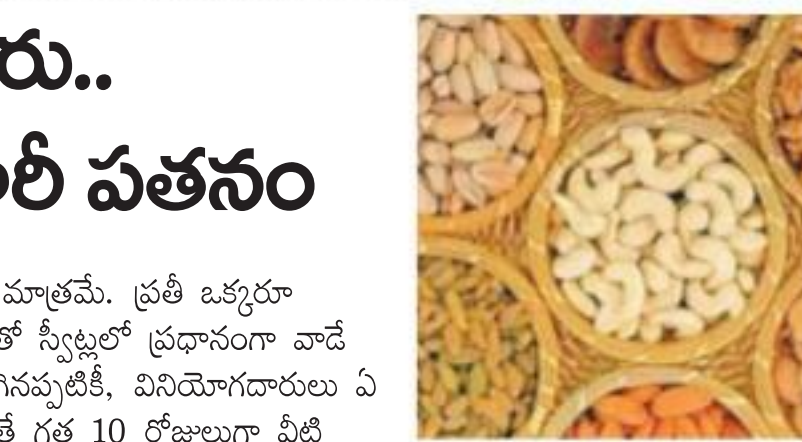 రు..
రీ పతనం
మాత్రమే. ప్రతీ ఒక్కరూ
తో స్వీట్లలో ప్రధానంగా వాడే
గినప్పటికీ, వినియోగదారులు ఏ
తే గత 10 రోజులుగా వీటి